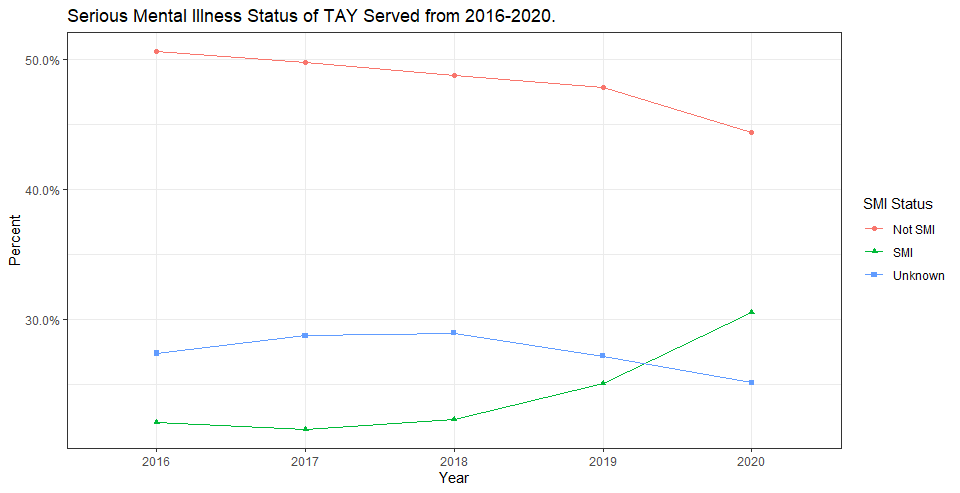 Serious Mental Illness Status of TAY Served from 2016-2020.
50.0%
40.0%
30.0%
Percent
2016 2017 2018 2019 2020
Year
SMI Status
Not SMI
SMI
Unknown